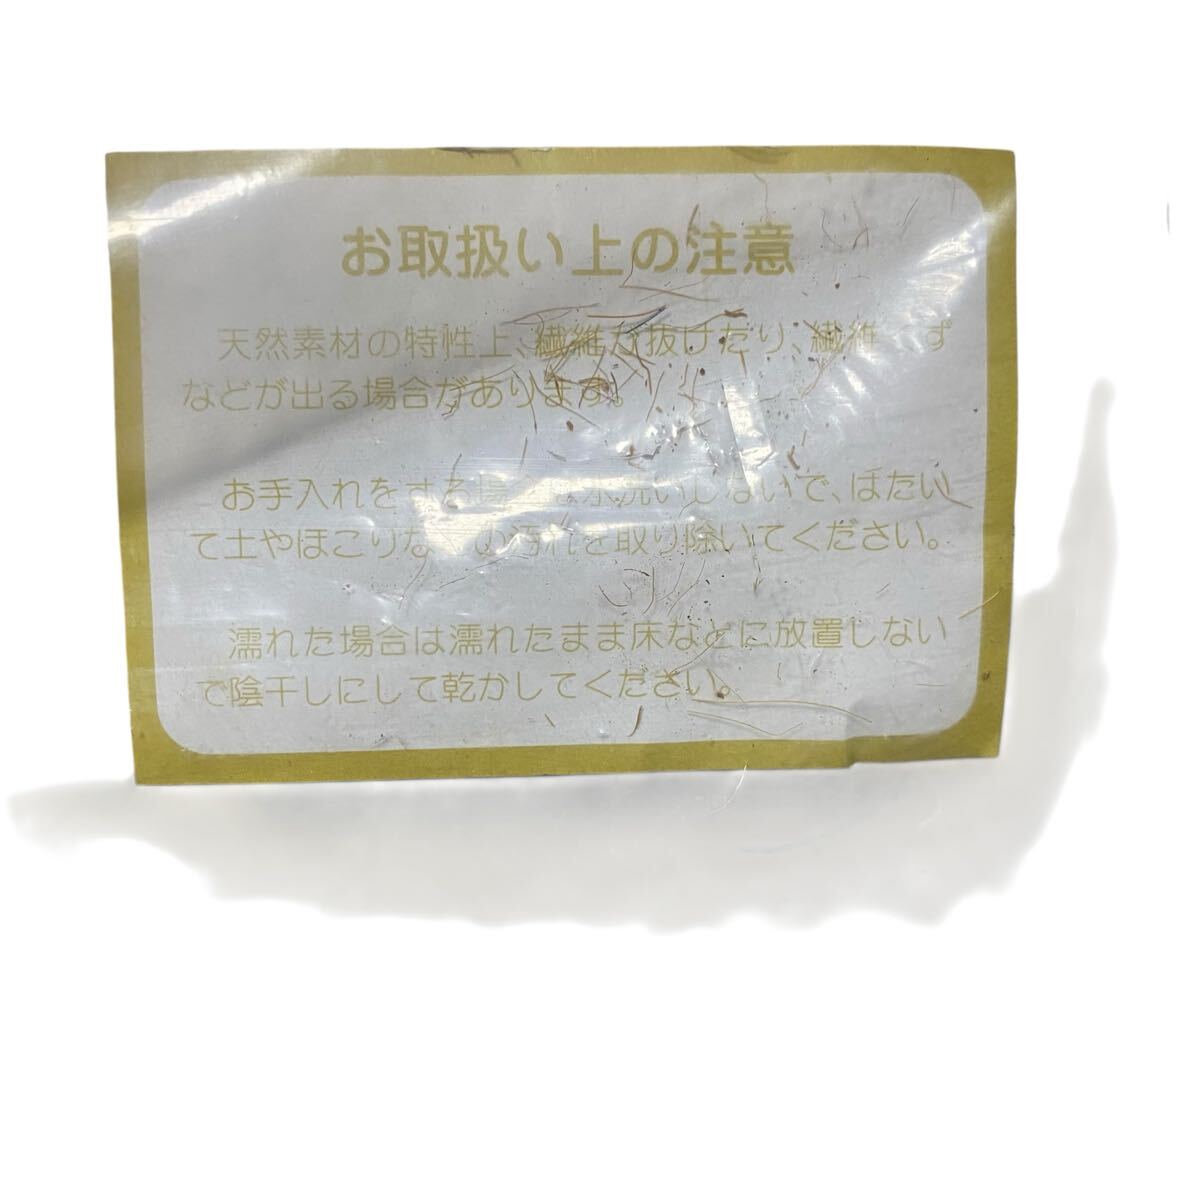 お取扱い上の注意
天然素材の特性上、繊維が抜けたり、繊維くず
などが出る場合があります。
お手入れをする場合は水洗いしないで、はたい
て土やほこりなどの汚れを取り除いてください。
濡れた場合は濡れたまま床などに放置しない
で陰干しにして乾かしてください。